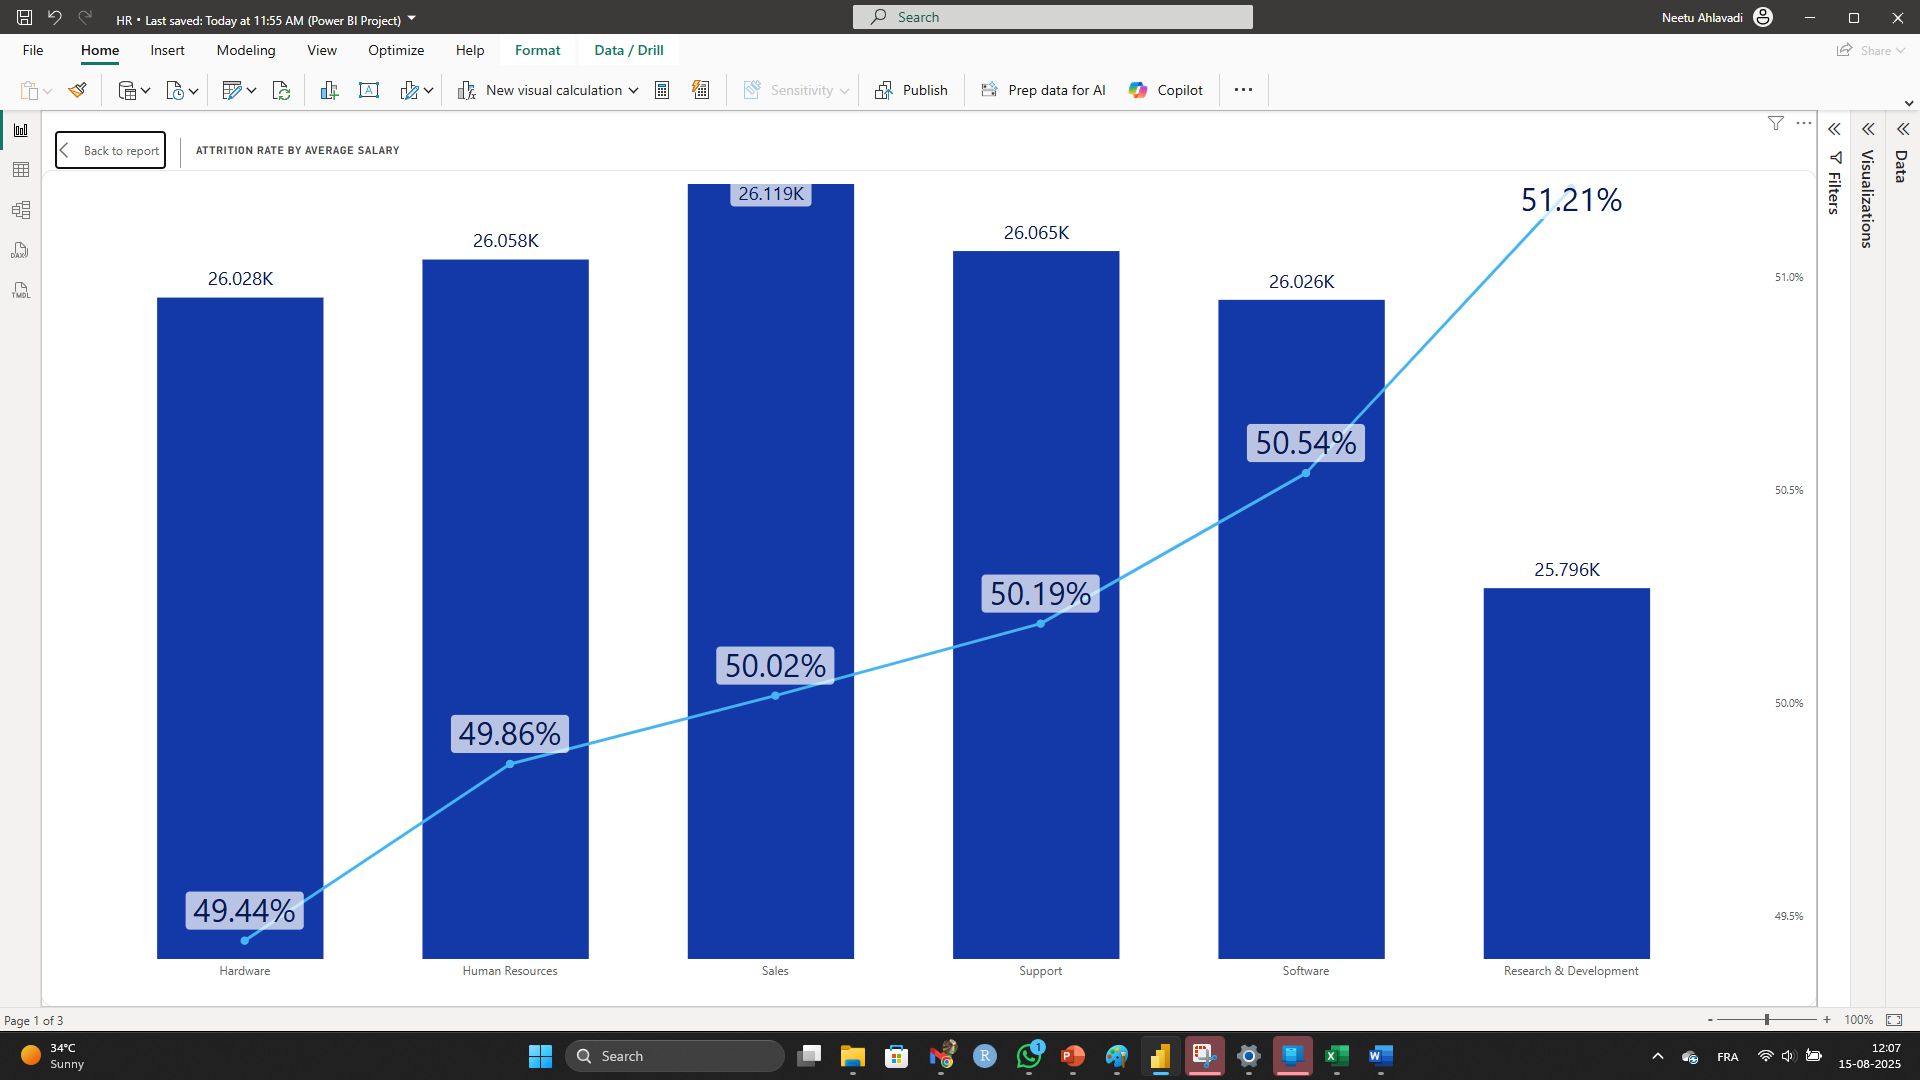 HR • Last saved: Today at 11:55 AM (Power BI Project)
Search
Neetu Ahlavadi
File Home Insert Modeling View Optimize Help Format Data / Drill
Share
New visual calculation
Sensitivity
Publish
Prep data for AI
Copilot
Back to report
ATTRITION RATE BY AVERAGE SALARY
DAX
TMDL
Filters
Visualizations
Data
26.028K
26.058K
26.119K
26.065K
26.026K
25.796K
49.44%
49.86%
50.02%
50.19%
50.54%
51.21%
51.0%
50.5%
50.0%
49.5%
Hardware
Human Resources
Sales
Support
Software
Research & Development
Page 1 of 3
- + 100%
34°C
Sunny
Search
R
1
FRA
12:07
15-08-2025